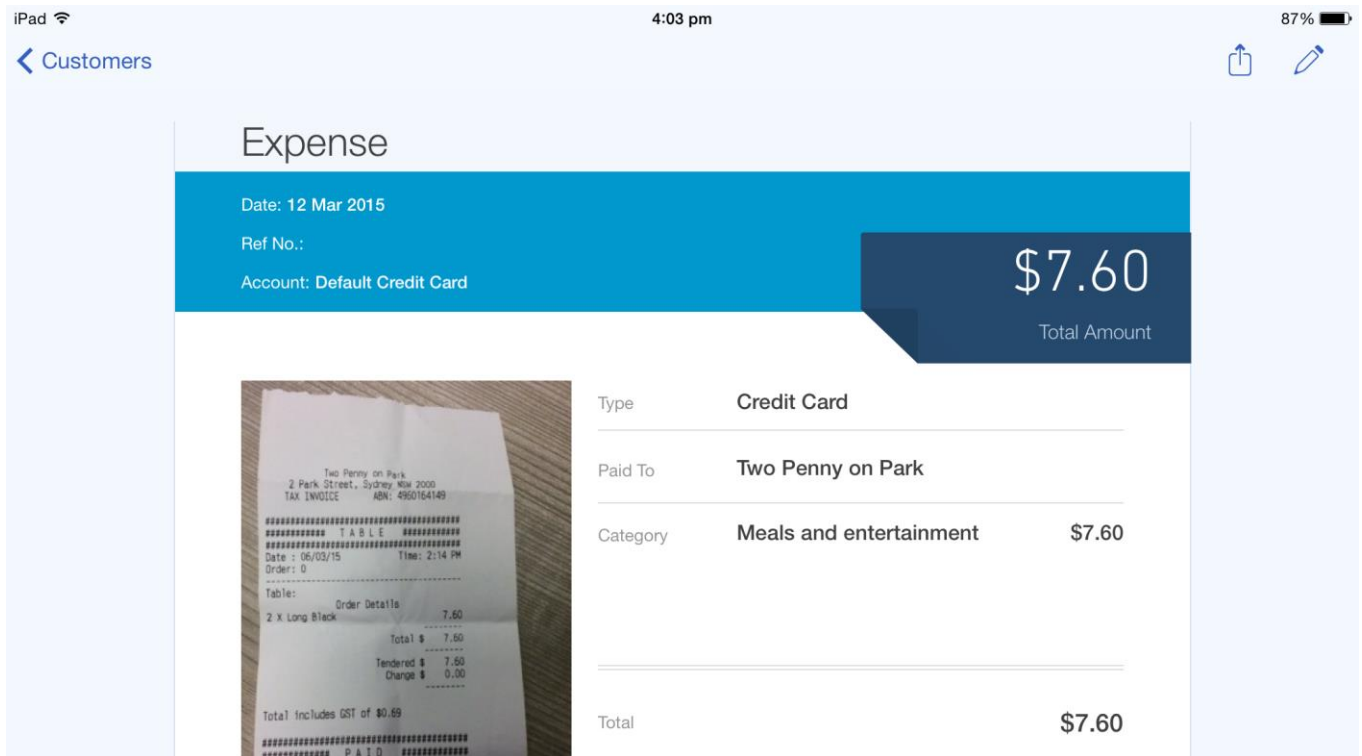 iPad 4:03 pm 87%
Customers
Expense
Date: 12 Mar 2015
Ref No.:
Account: Default Credit Card
$7.60
Total Amount
Two Penny on Park
2 Park Street, Sydney NSW 2000
TAX INVOICE ABN: 4960164149
#######################################
############ T A B L E ############
#######################################
Date : 06/03/15 Time: 2:14 PM
Order: 0
Table:
Order Details
2 X Long Black 7.60
Total $ 7.60
Tendered $ 7.60
Change $ 0.00
Total includes GST of $0.69
#######################################
############ P A I D ############
Type Credit Card
Paid To Two Penny on Park
Category Meals and entertainment $7.60
Total $7.60